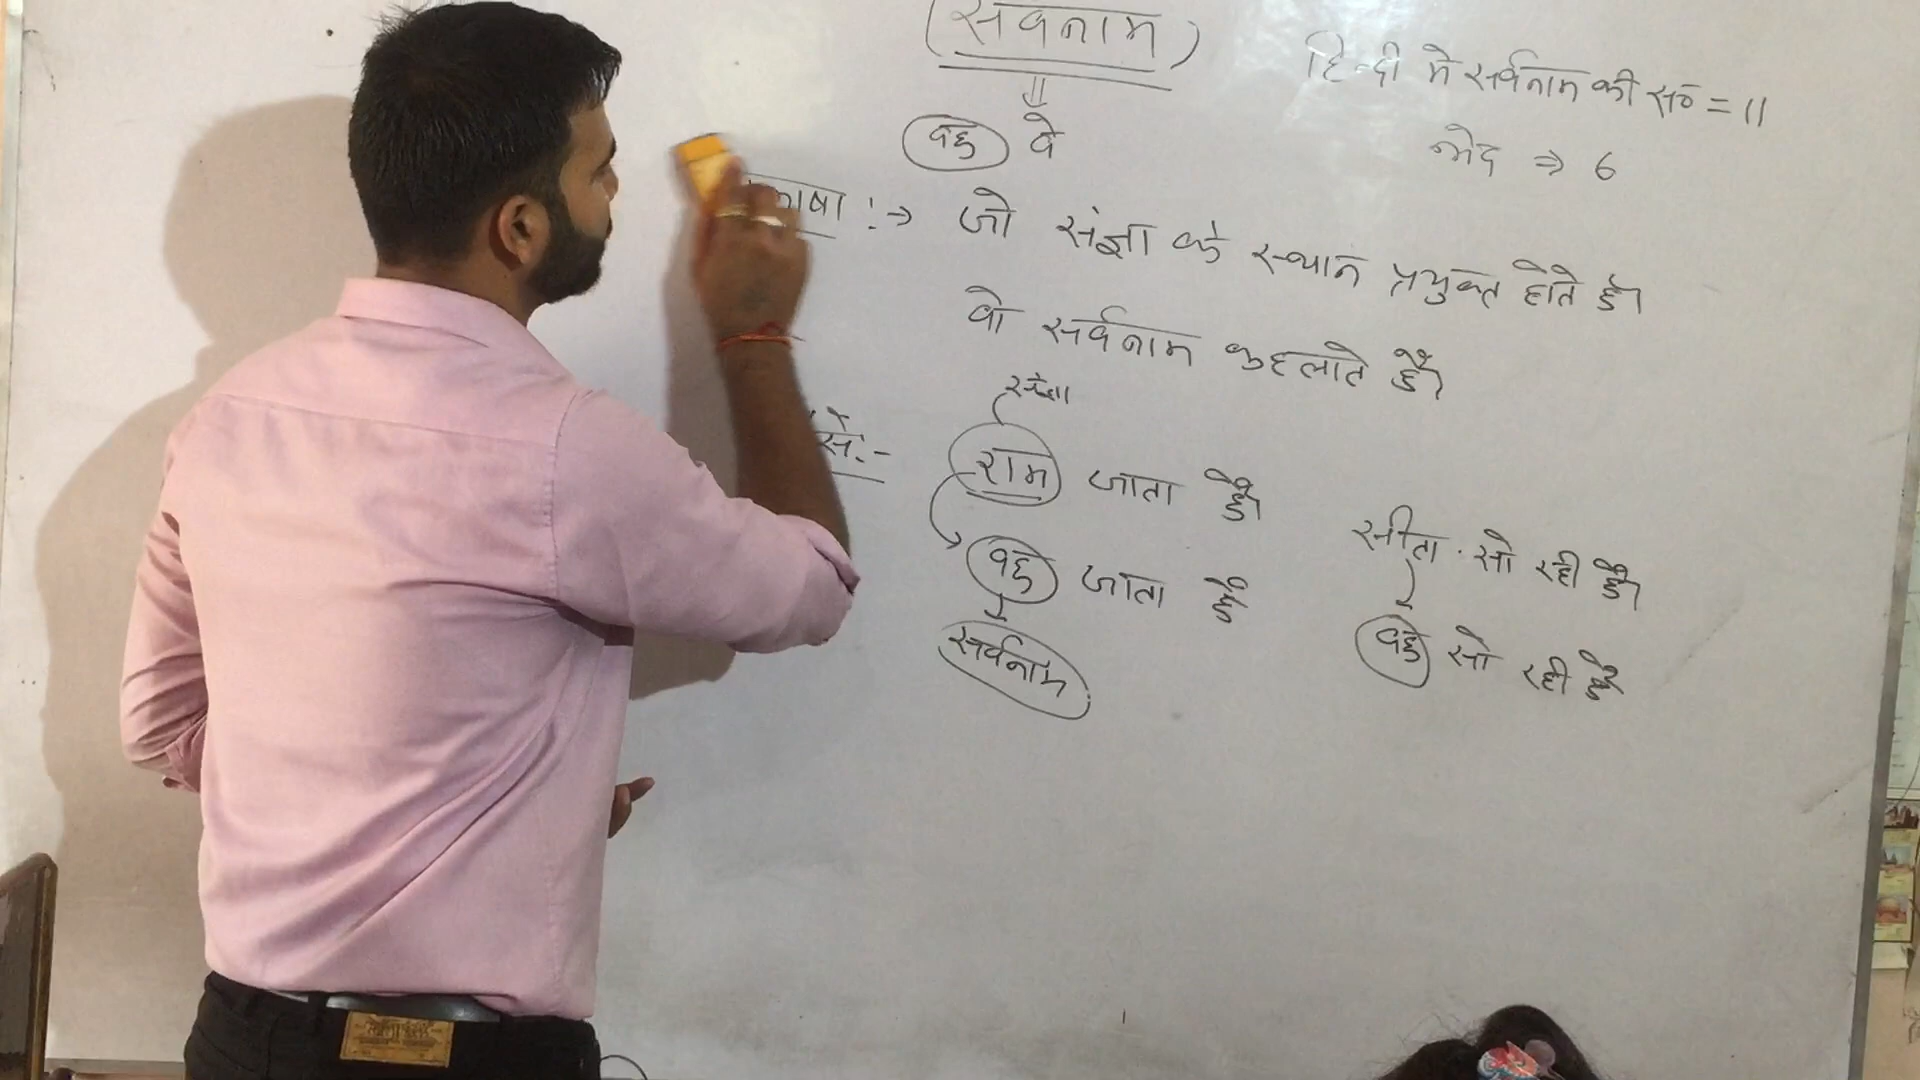 (सर्वनाम)
हिन्दी मे सर्वनाम की सं० = 11
वह वे
भेद ⇒ 6
भाषा :→ जो संज्ञा के स्थान प्रयुक्त होते है।
वो सर्वनाम कहलाते हैं।
संज्ञा
से:- राम जाता है।
सीता सो रही है।
वह जाता है
वह सो रही है
सर्वनाम